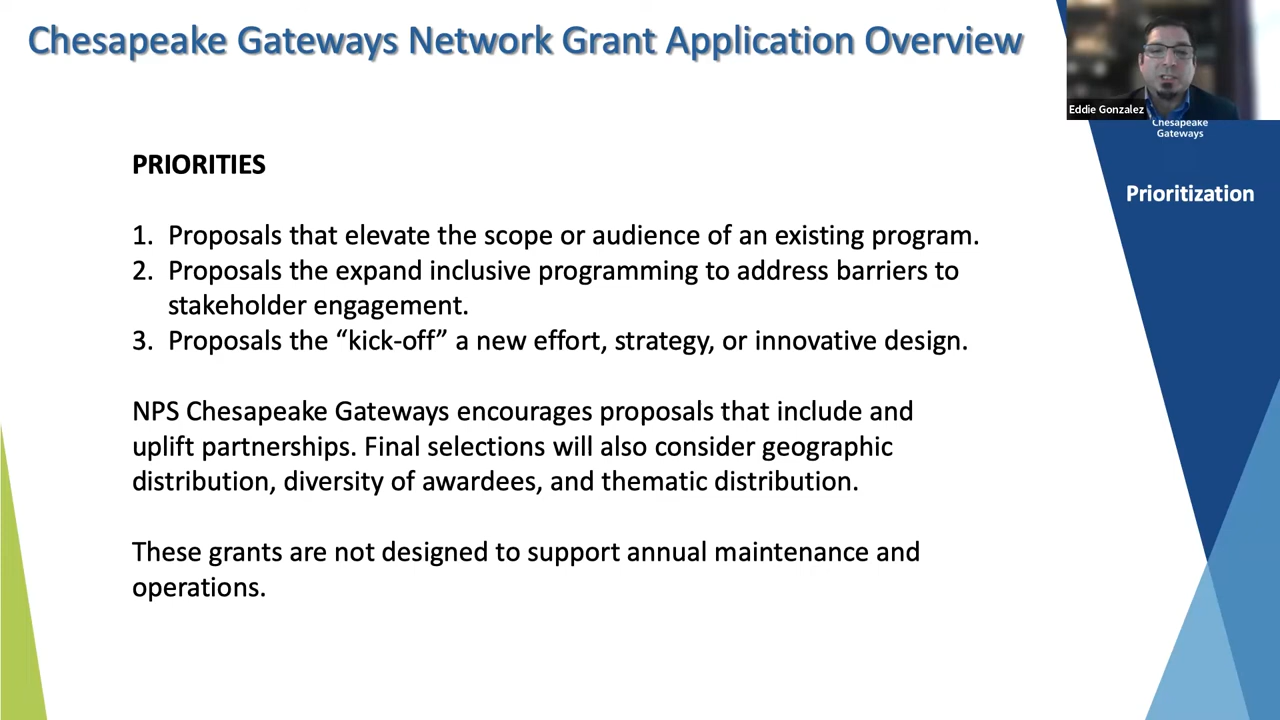 Chesapeake Gateways Network Grant Application Overview
Eddie Gonzalez
Chesapeake
Gateways
Prioritization
PRIORITIES
1. Proposals that elevate the scope or audience of an existing program.
2. Proposals the expand inclusive programming to address barriers to
stakeholder engagement.
3. Proposals the “kick-off” a new effort, strategy, or innovative design.
NPS Chesapeake Gateways encourages proposals that include and
uplift partnerships. Final selections will also consider geographic
distribution, diversity of awardees, and thematic distribution.
These grants are not designed to support annual maintenance and
operations.